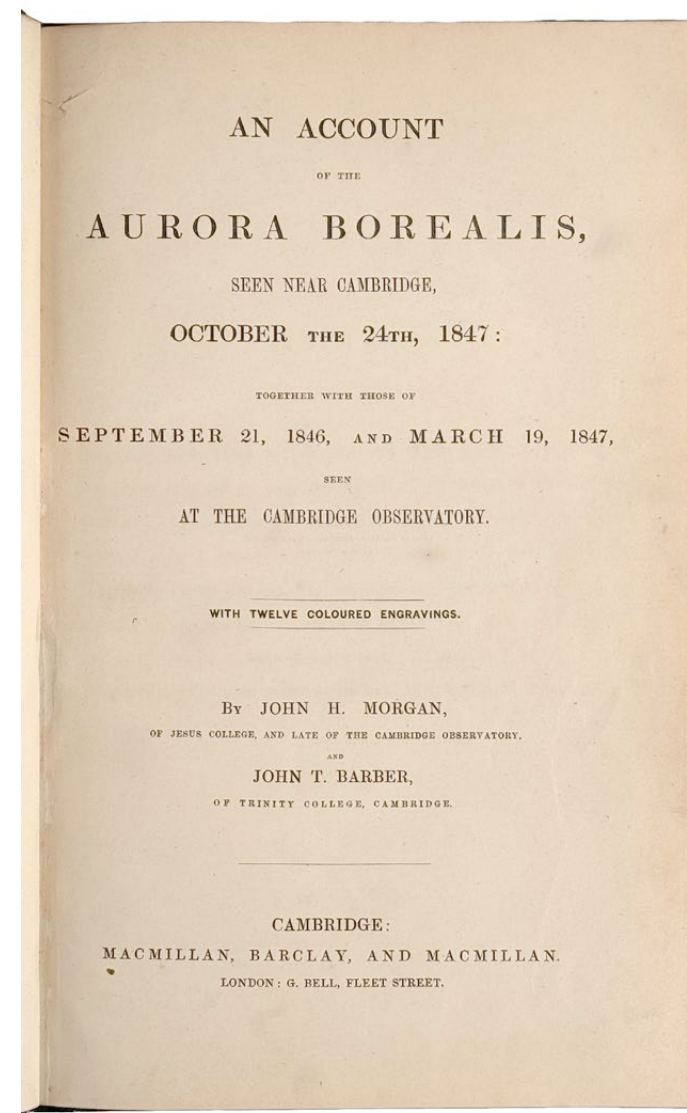 AN ACCOUNT
OF THE
AURORA BOREALIS,
SEEN NEAR CAMBRIDGE,
OCTOBER THE 24TH, 1847:
TOGETHER WITH THOSE OF
SEPTEMBER 21, 1846, AND MARCH 19, 1847,
SEEN
AT THE CAMBRIDGE OBSERVATORY.
WITH TWELVE COLOURED ENGRAVINGS.
BY JOHN H. MORGAN,
OF JESUS COLLEGE, AND LATE OF THE CAMBRIDGE OBSERVATORY.
AND
JOHN T. BARBER,
OF TRINITY COLLEGE, CAMBRIDGE.
CAMBRIDGE:
MACMILLAN, BARCLAY, AND MACMILLAN.
LONDON: G. BELL, FLEET STREET.